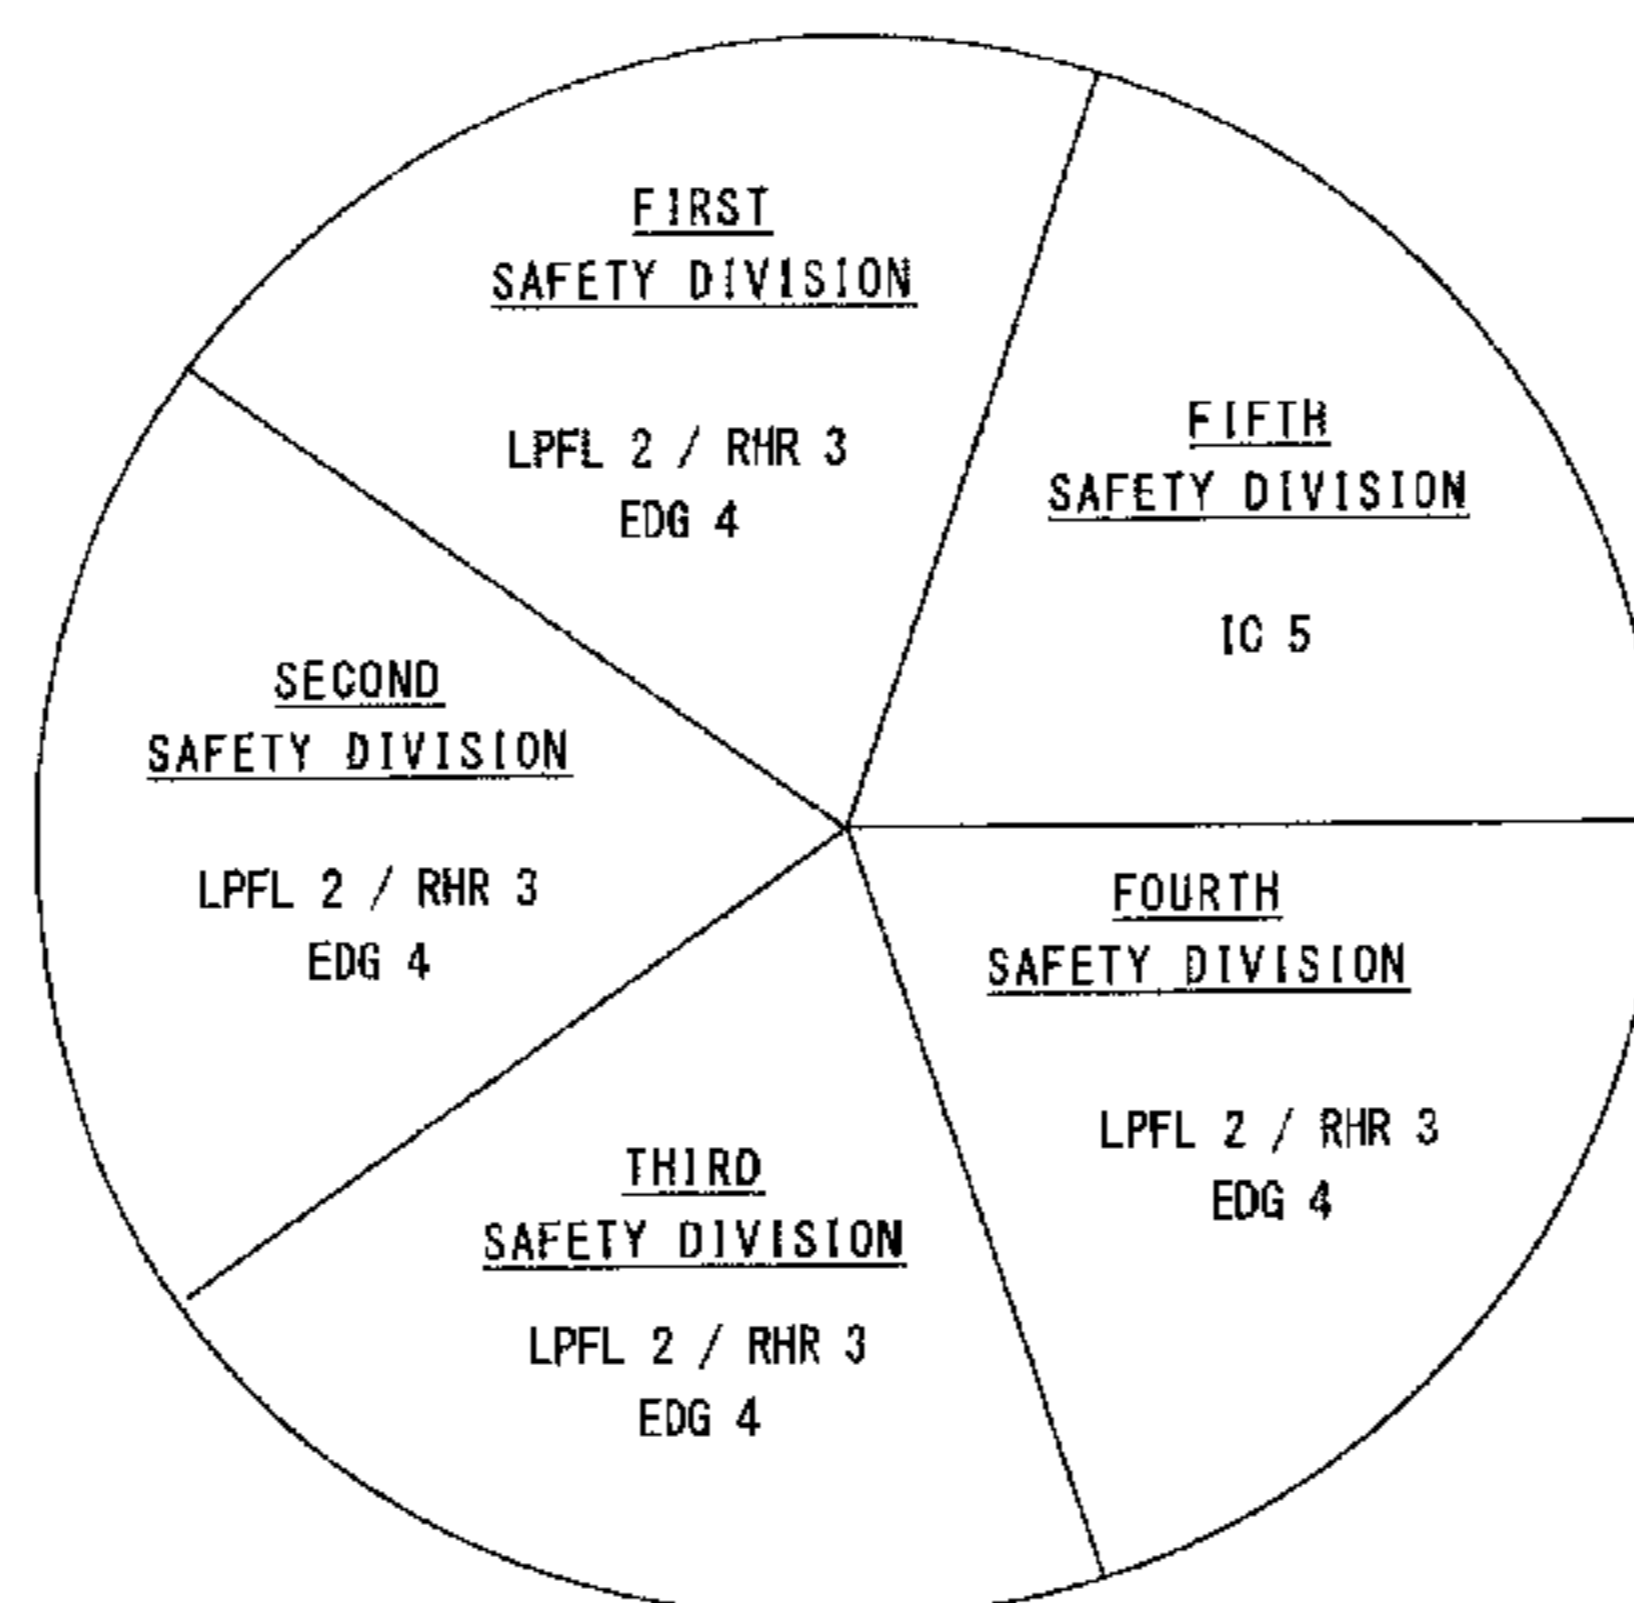 FIRST
SAFETY DIVISION
LPFL 2 / RHR 3
EDG 4
FIFTH
SAFETY DIVISION
IC 5
SECOND
SAFETY DIVISION
LPFL 2 / RHR 3
EDG 4
FOURTH
SAFETY DIVISION
LPFL 2 / RHR 3
EDG 4
THIRD
SAFETY DIVISION
LPFL 2 / RHR 3
EDG 4